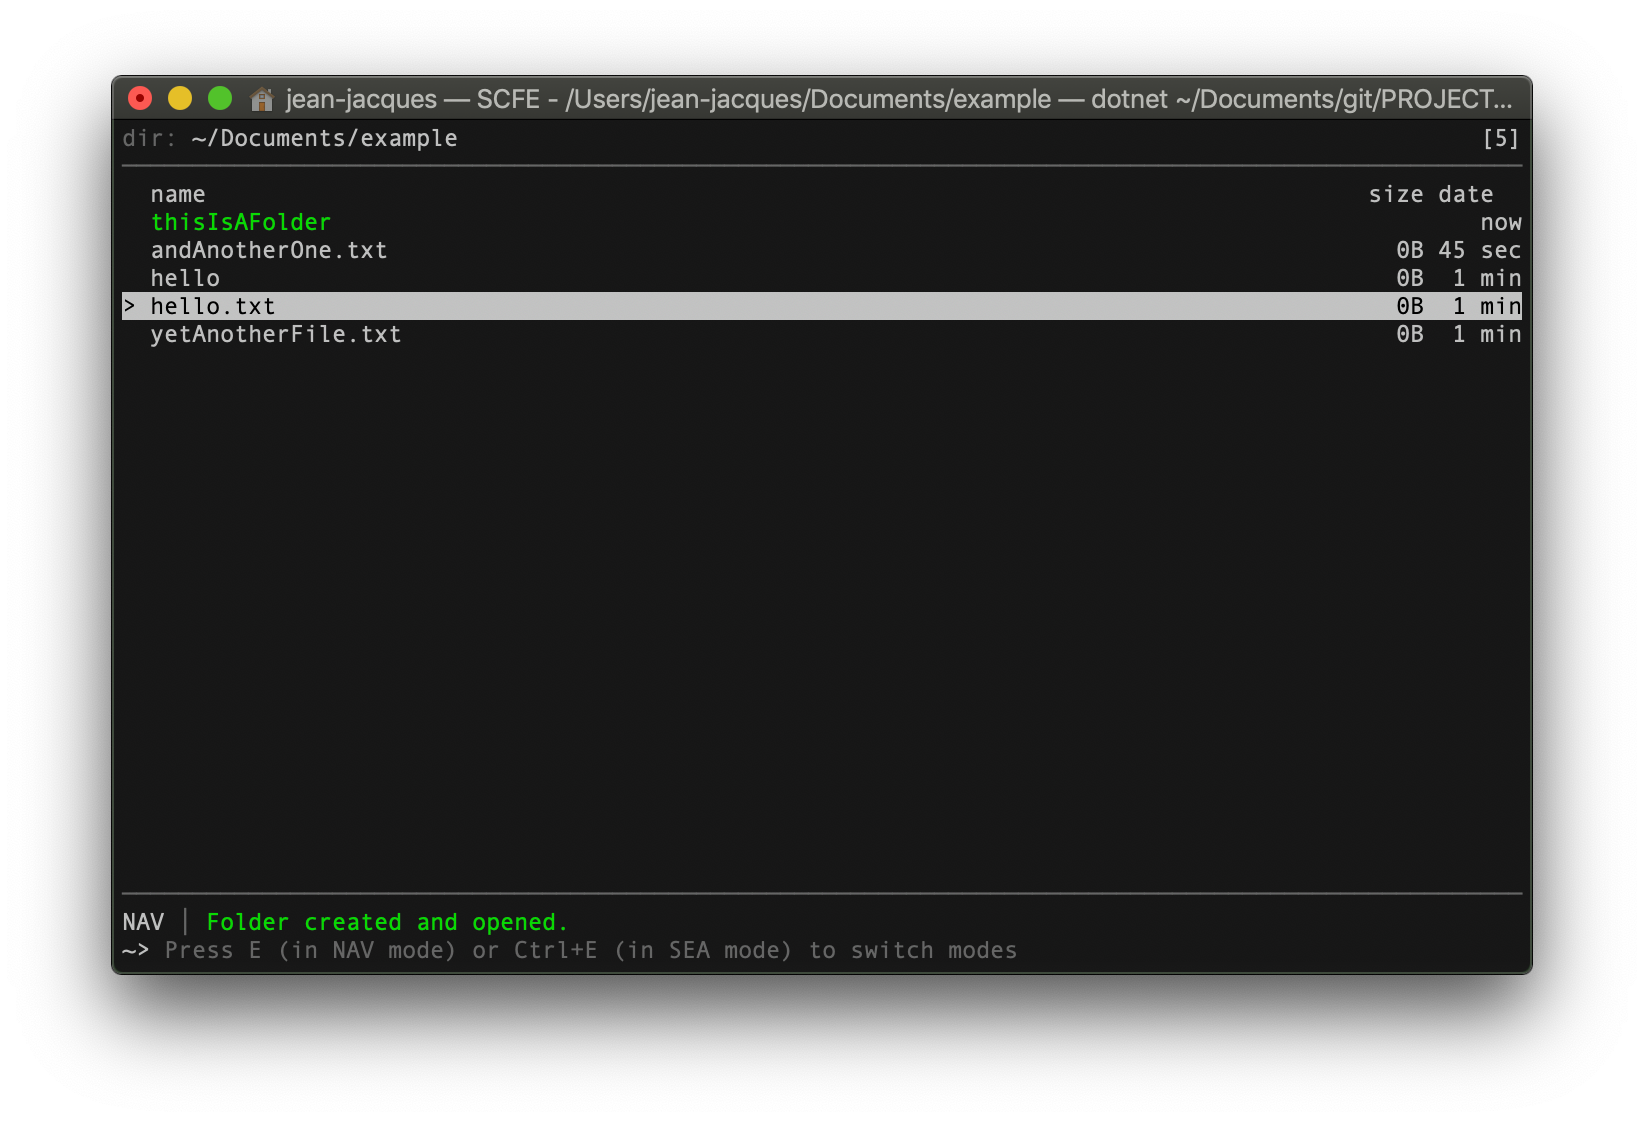 jean-jacques — SCFE - /Users/jean-jacques/Documents/example — dotnet ~/Documents/git/PROJECT...
dir: ~/Documents/example [5]
name size date
thisIsAFolder now
andAnotherOne.txt 0B 45 sec
hello 0B 1 min
> hello.txt 0B 1 min
yetAnotherFile.txt 0B 1 min
NAV │ Folder created and opened.
~> Press E (in NAV mode) or Ctrl+E (in SEA mode) to switch modes